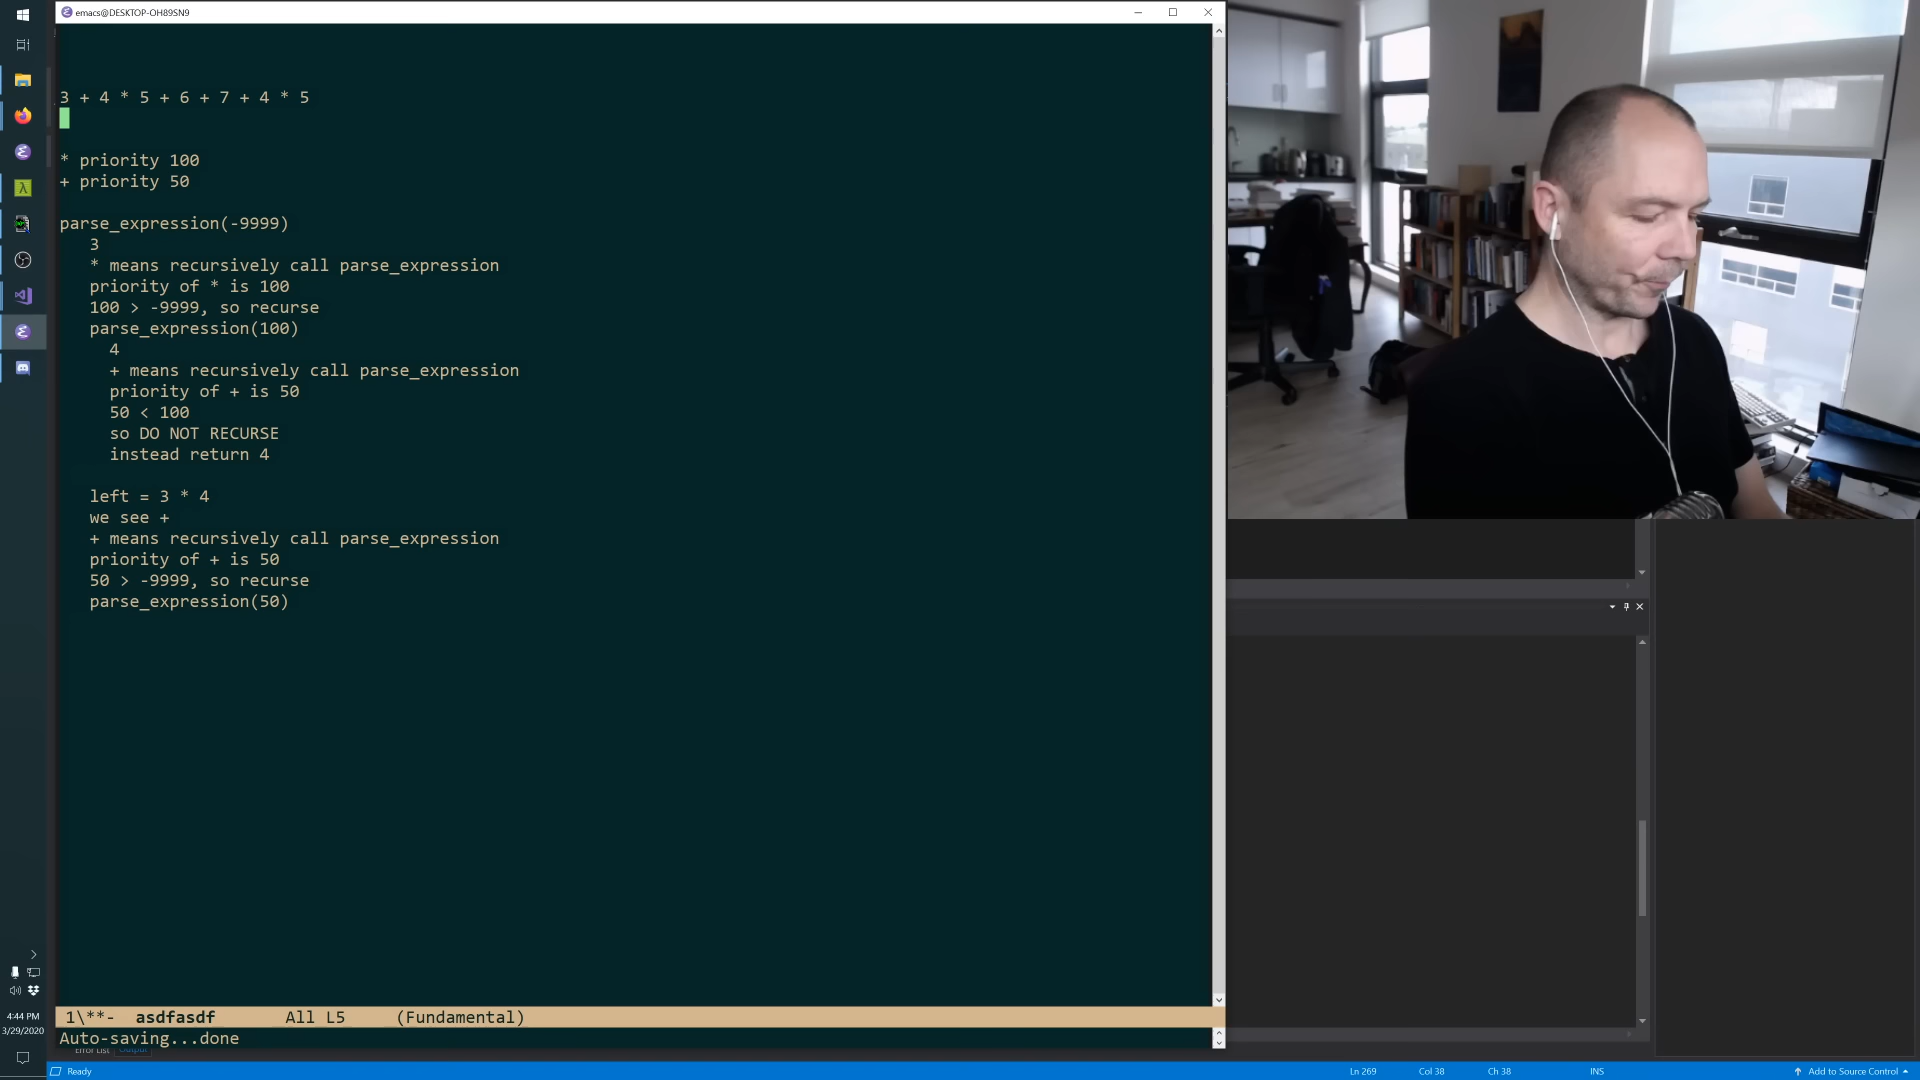 emacs@DESKTOP-OH89SN9
3 + 4 * 5 + 6 + 7 + 4 * 5
* priority 100
+ priority 50
parse_expression(-9999)
3
* means recursively call parse_expression
priority of * is 100
100 > -9999, so recurse
parse_expression(100)
4
+ means recursively call parse_expression
priority of + is 50
50 < 100
so DO NOT RECURSE
instead return 4
left = 3 * 4
we see +
+ means recursively call parse_expression
priority of + is 50
50 > -9999, so recurse
parse_expression(50)
1\**-  asdfasdf       All L5     (Fundamental)
Auto-saving...done
Error List  Output
4:44 PM
3/29/2020
Ready  Ln 269  Col 38  Ch 38  INS  Add to Source Control